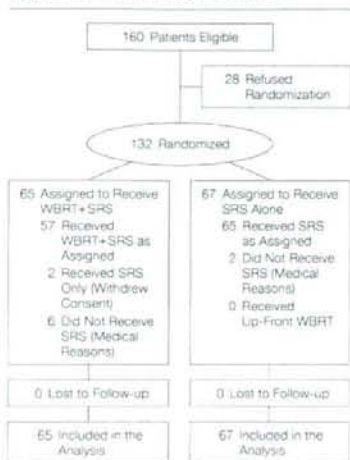 160 Patients Eligible
28 Refused
Randomization
132 Randomized
65 Assigned to Receive
WBRT+SRS
57 Received
WBRT+SRS as
Assigned
2 Received SRS
Only (Withdrew
Consent)
6 Did Not Receive
SRS (Medical
Reasons)
67 Assigned to Receive
SRS Alone
65 Received SRS
as Assigned
2 Did Not Receive
SRS (Medical
Reasons)
0 Received
Up-Front WBRT
0 Lost to Follow-up
0 Lost to Follow-up
65 Included in the
Analysis
67 Included in the
Analysis